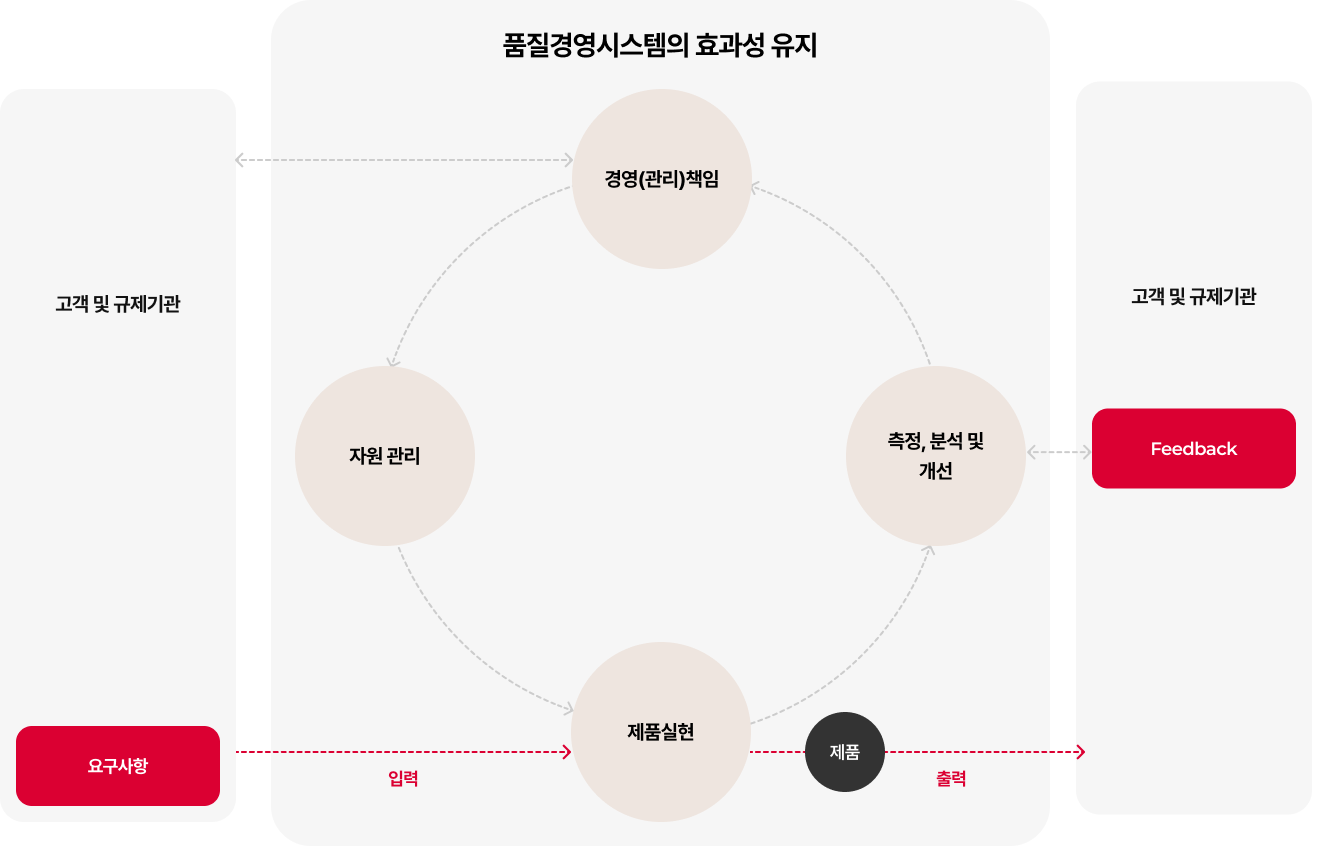 품질경영시스템의 효과성 유지
경영(관리)책임
고객 및 규제기관
고객 및 규제기관
자원 관리
측정, 분석 및
개선
Feedback
제품실현
제품
요구사항
입력
출력